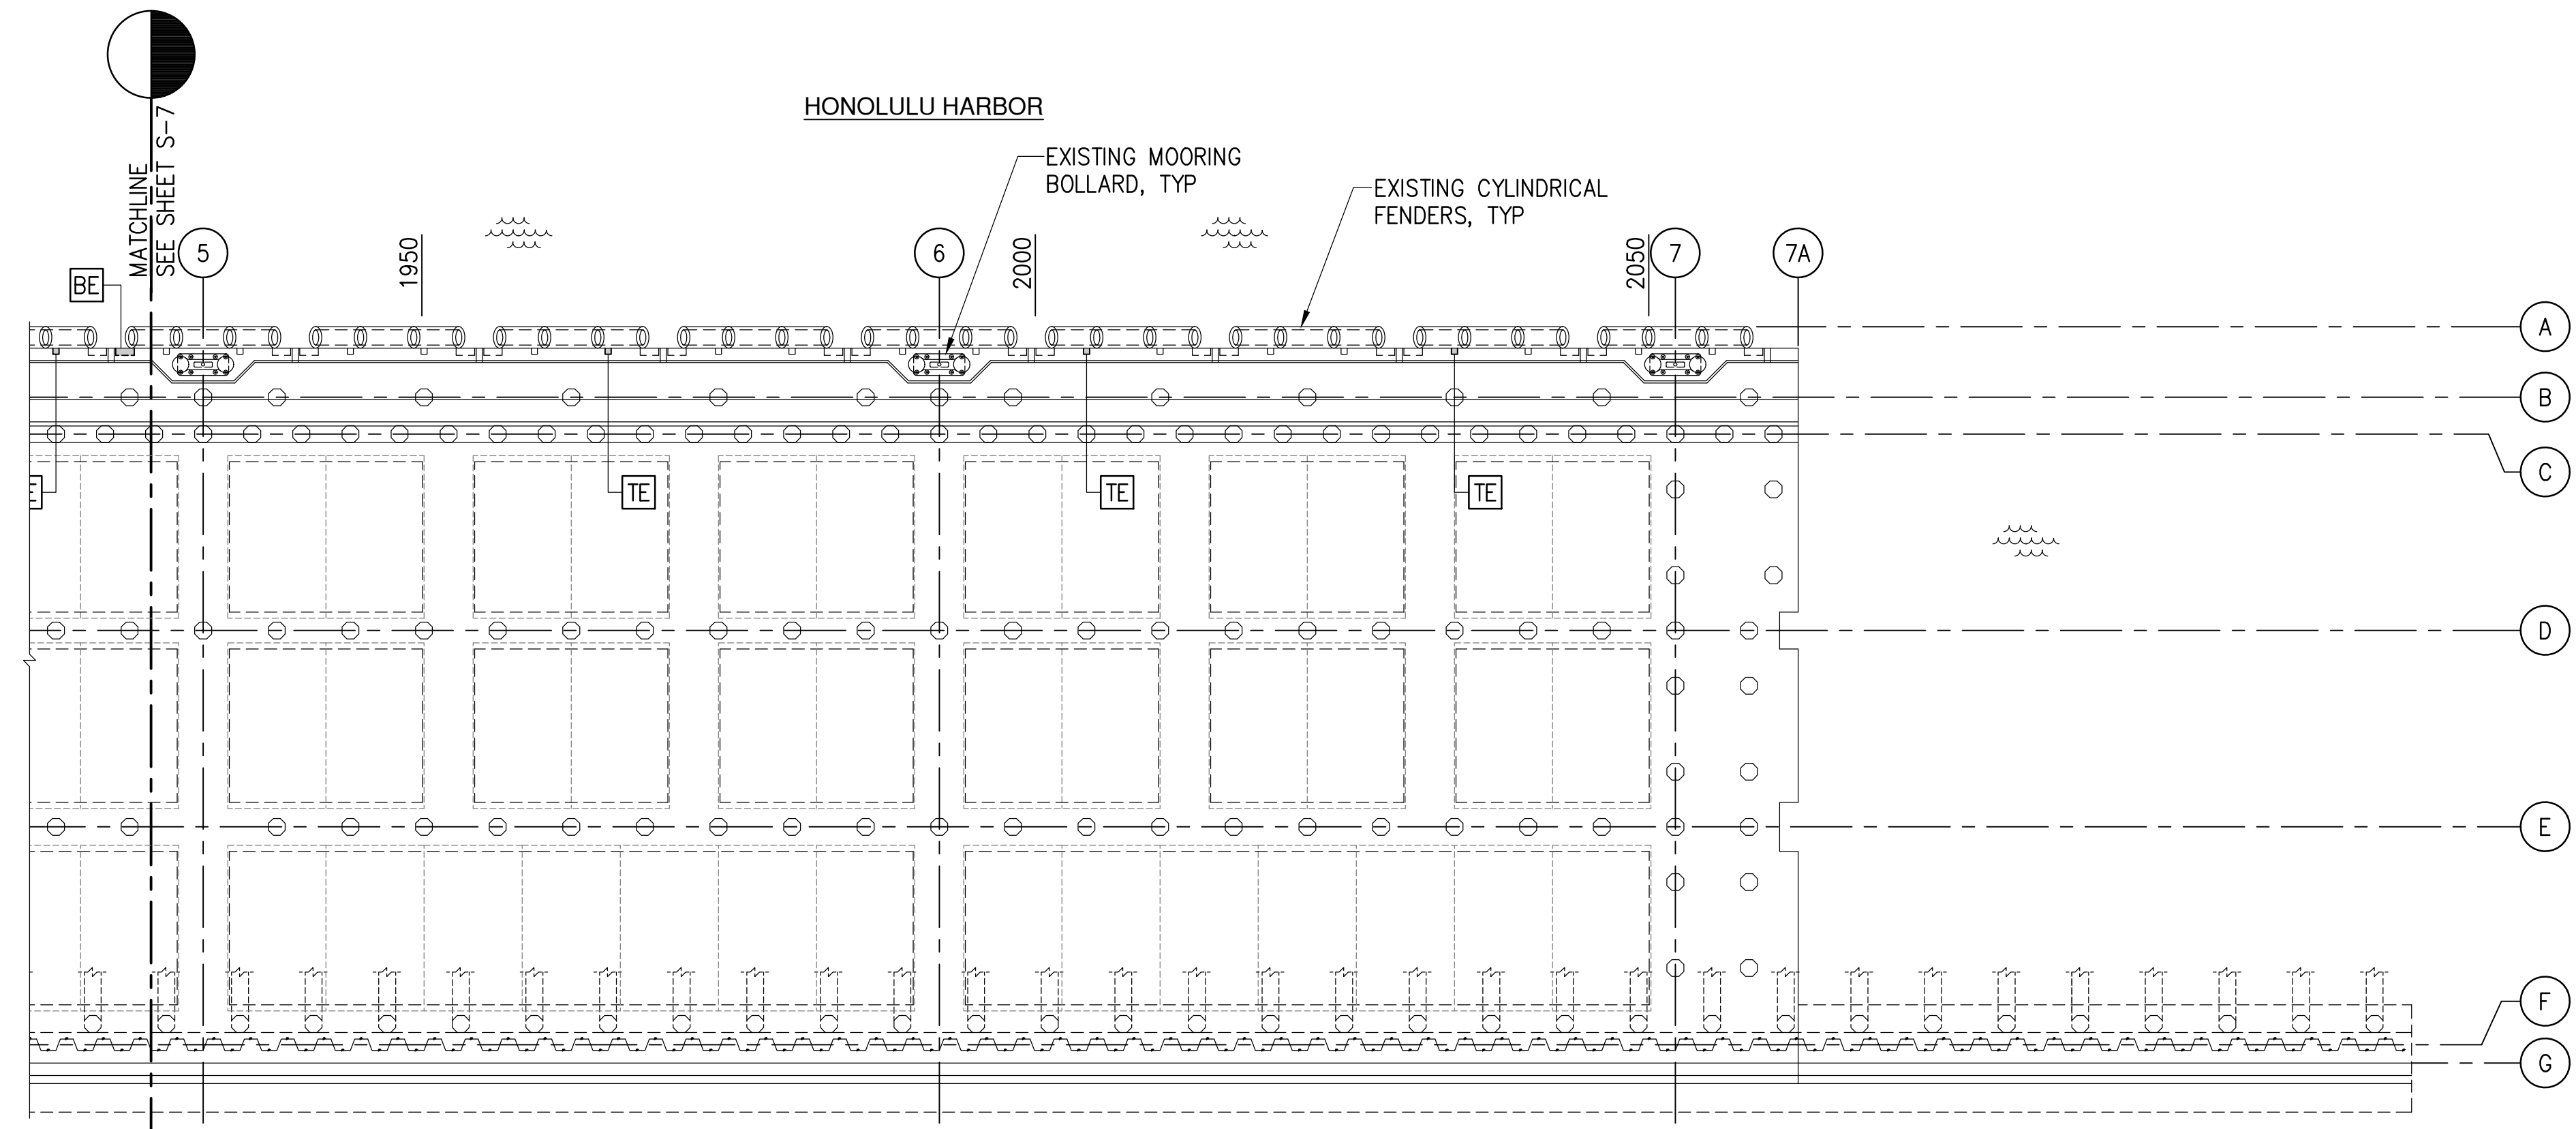 HONOLULU HARBOR
MATCHLINE
SEE SHEET S-7
EXISTING MOORING
BOLLARD, TYP
EXISTING CYLINDRICAL
FENDERS, TYP
5
1950
6
2000
2050
7
7A
BE
A
B
C
TE
TE
TE
D
E
F
G